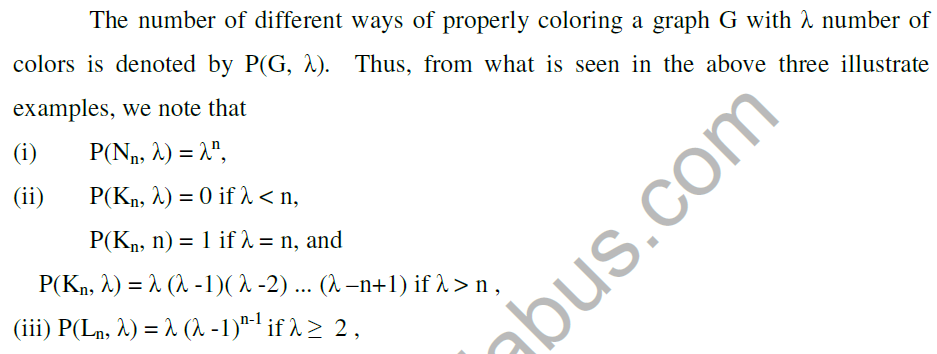 The number of different ways of properly coloring a graph G with λ number of
colors is denoted by P(G, λ). Thus, from what is seen in the above three illustrate
examples, we note that
(i) P(Nₙ, λ) = λⁿ,
(ii) P(Kₙ, λ) = 0 if λ < n,
P(Kₙ, n) = 1 if λ = n, and
P(Kₙ, λ) = λ (λ -1)( λ -2) ... (λ –n+1) if λ > n ,
(iii) P(Lₙ, λ) = λ (λ -1)ⁿ⁻¹ if λ ≥ 2 ,
abus.com